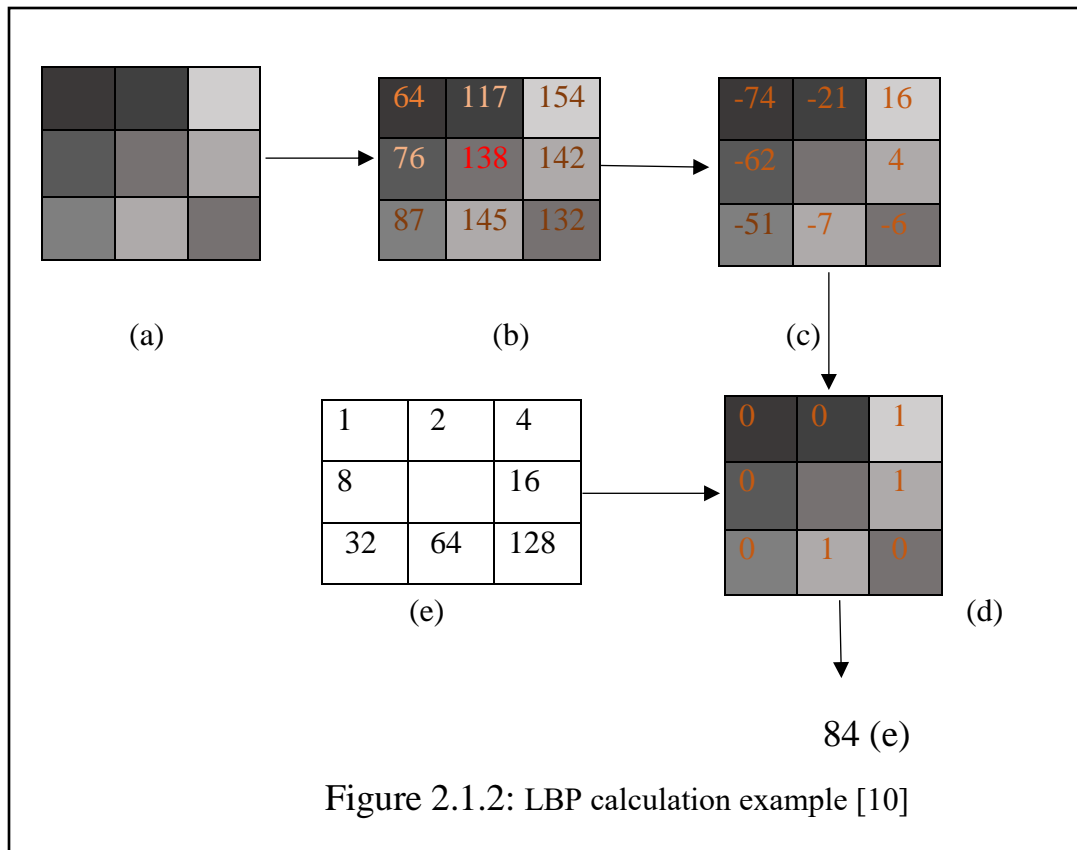 64 117 154 -74 -21 16
76 138 142 -62 4
87 145 132 -51 -7 -6
(a) (b) (c)
1 2 4 0 0 1
8 16 0 1
32 64 128 0 1 0
(e) (d)
84 (e)
Figure 2.1.2: LBP calculation example [10]